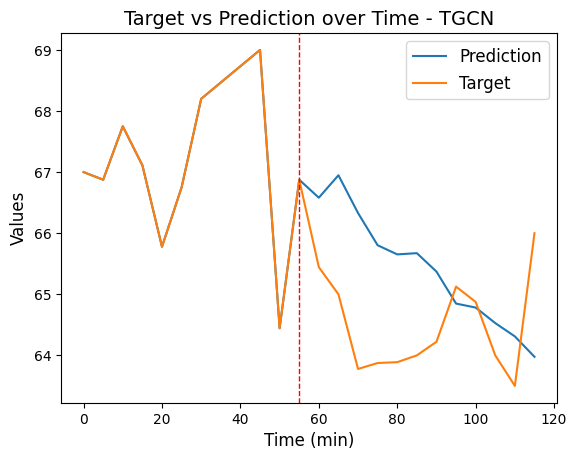 Target vs Prediction over Time - TGCN
Prediction
Target
Values
69
68
67
66
65
64
0
20
40
60
80
100
120
Time (min)